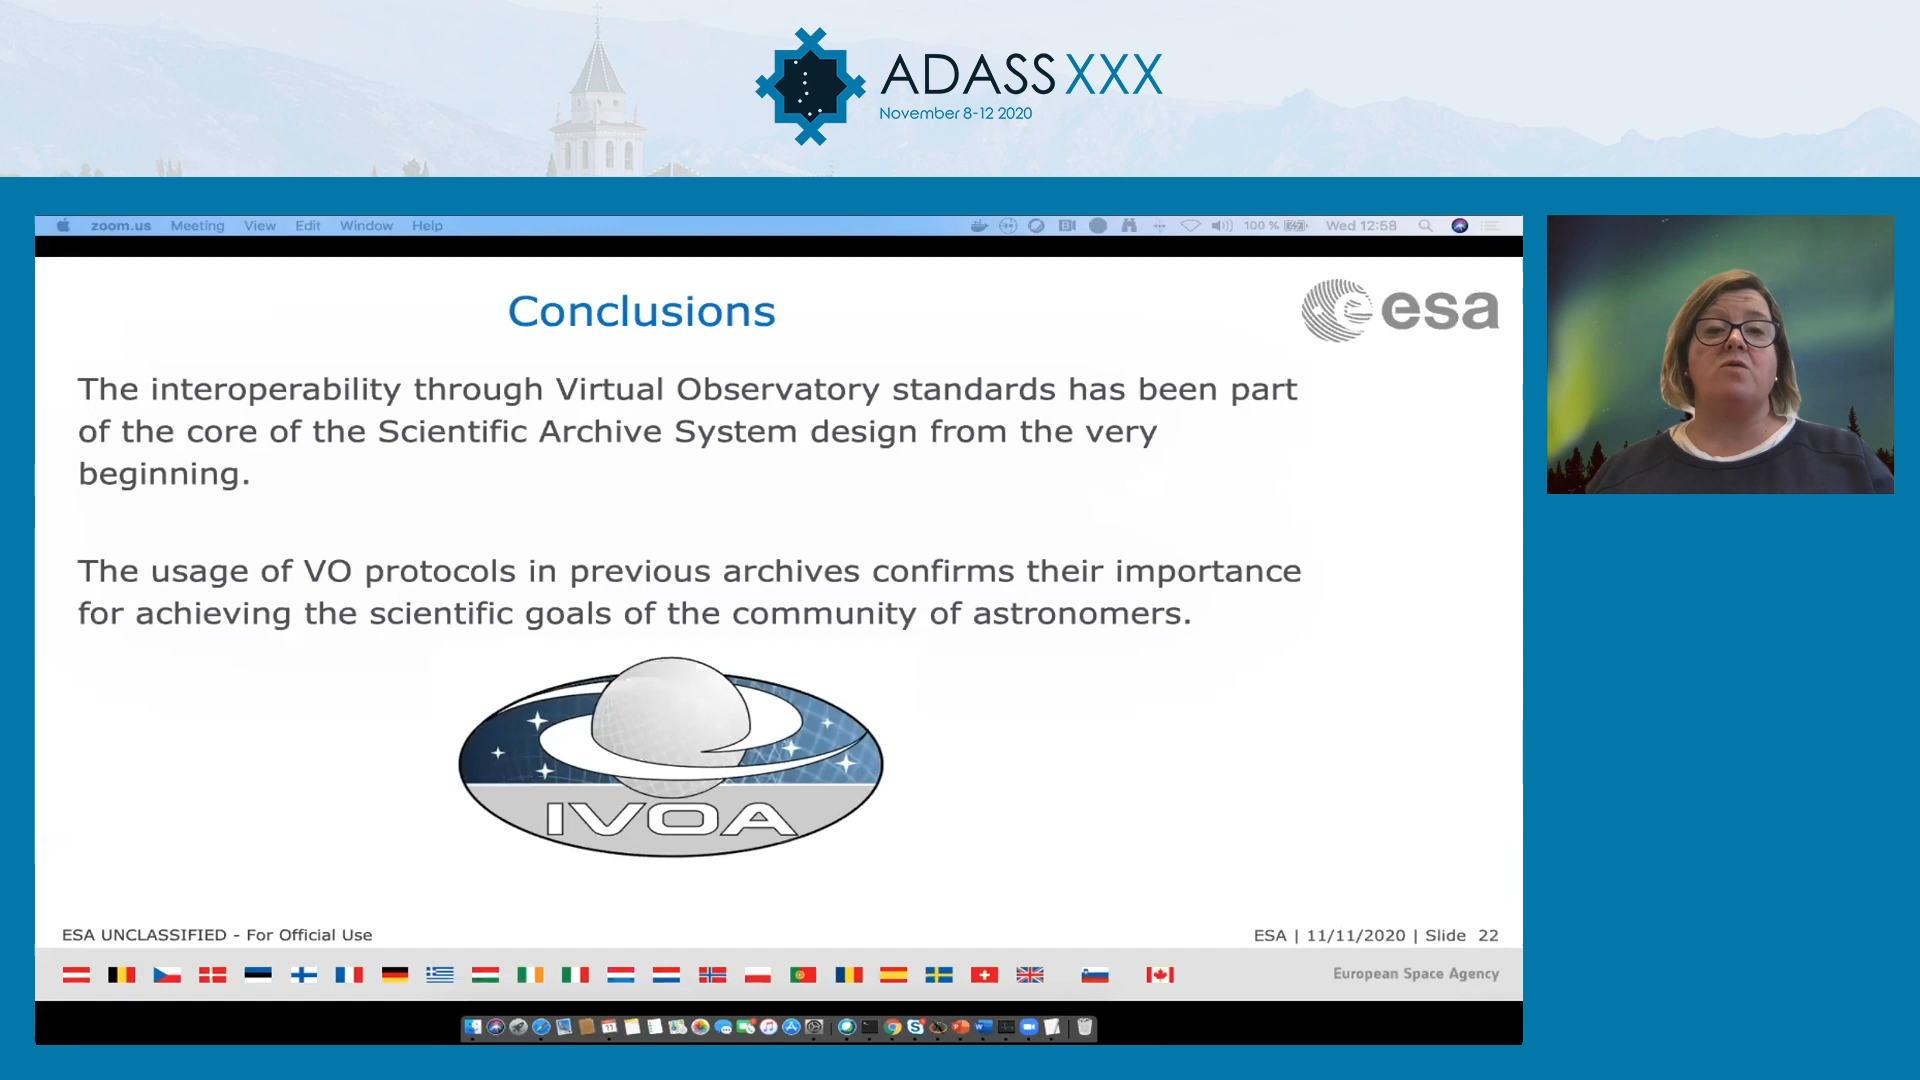 ADASS XXX
November 8-12 2020
zoom.us Meeting View Edit Window Help 100 % Wed 12:58
Conclusions
esa
The interoperability through Virtual Observatory standards has been part
of the core of the Scientific Archive System design from the very
beginning.
The usage of VO protocols in previous archives confirms their importance
for achieving the scientific goals of the community of astronomers.
IVOA
ESA UNCLASSIFIED - For Official Use
ESA | 11/11/2020 | Slide 22
European Space Agency